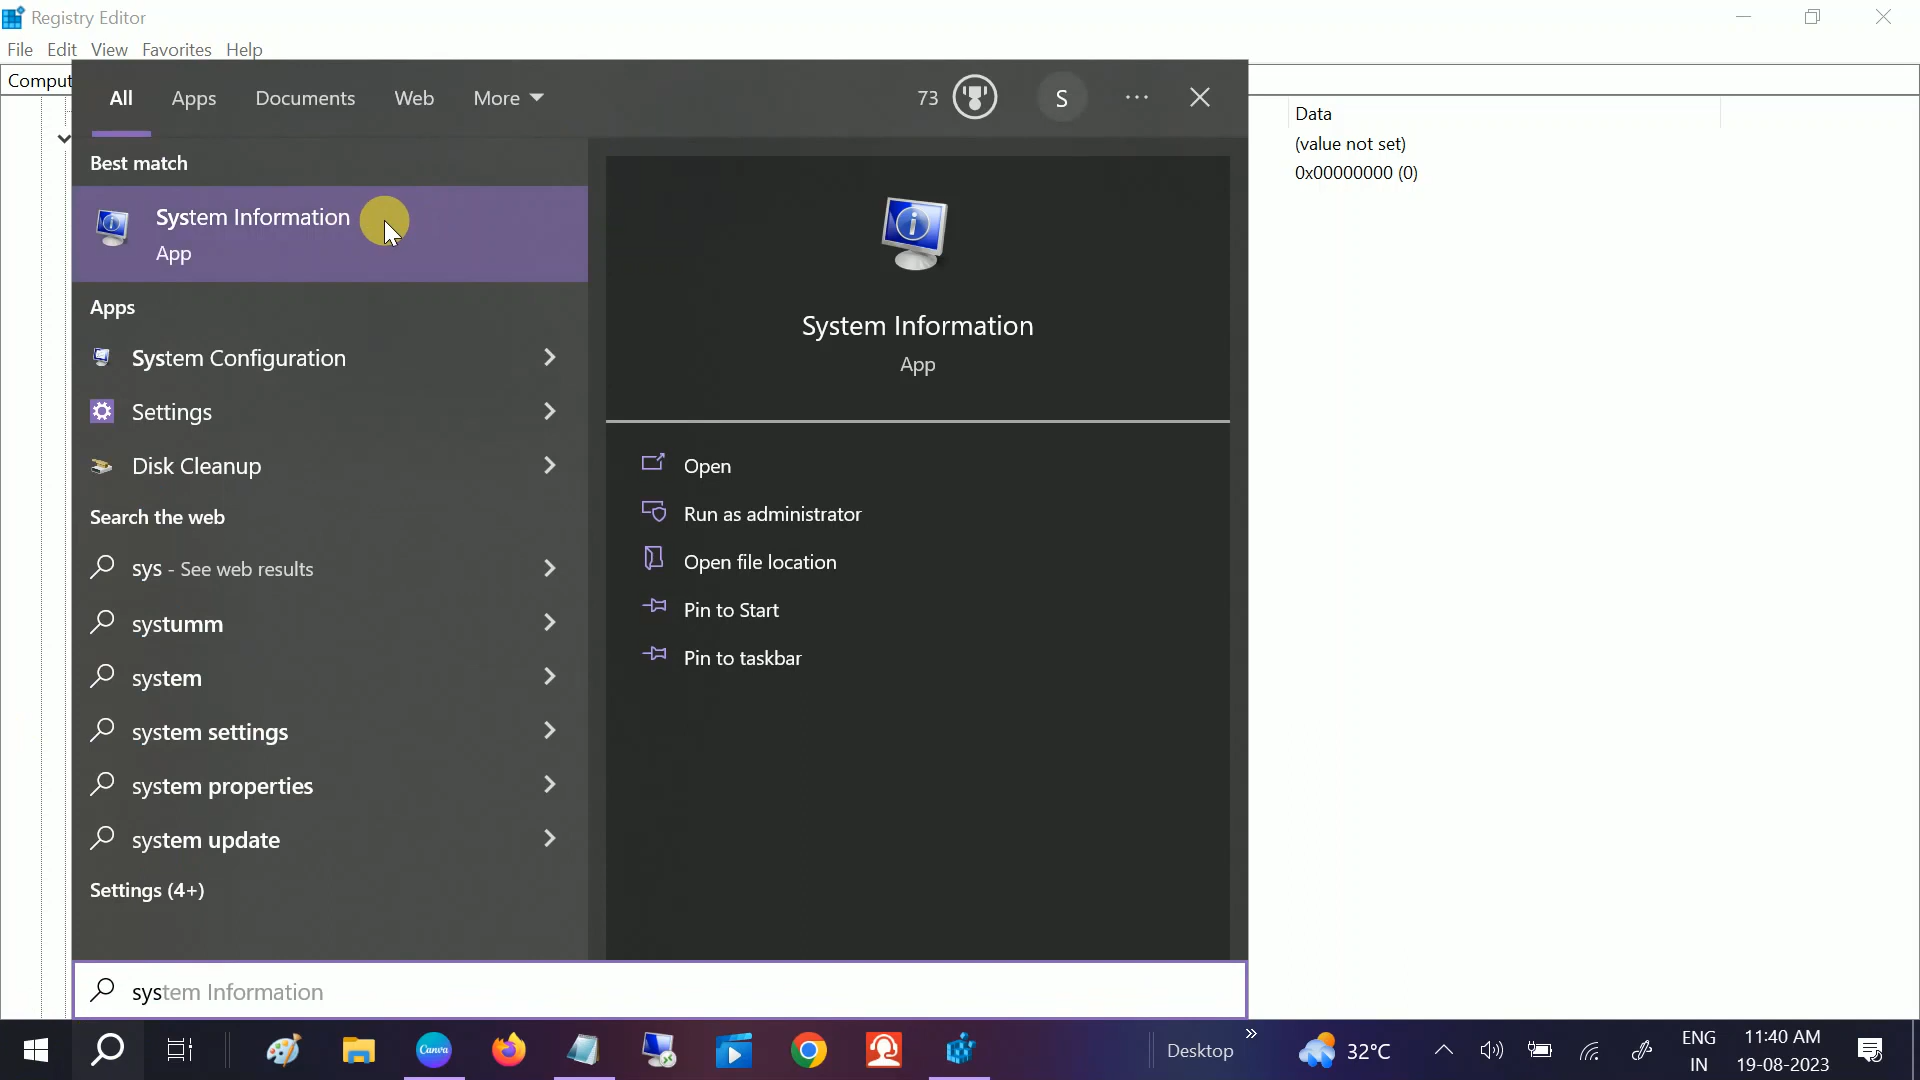 Registry Editor
File Edit View Favorites Help
Comput
All Apps Documents Web More 73 S ...
Data
(value not set)
0x00000000 (0)
Best match
System Information
App
Apps
System Configuration
Settings
Disk Cleanup
Search the web
sys - See web results
systumm
system
system settings
system properties
system update
Settings (4+)
System Information
App
Open
Run as administrator
Open file location
Pin to Start
Pin to taskbar
system Information
Canva
Desktop
32°C
ENG
IN
11:40 AM
19-08-2023